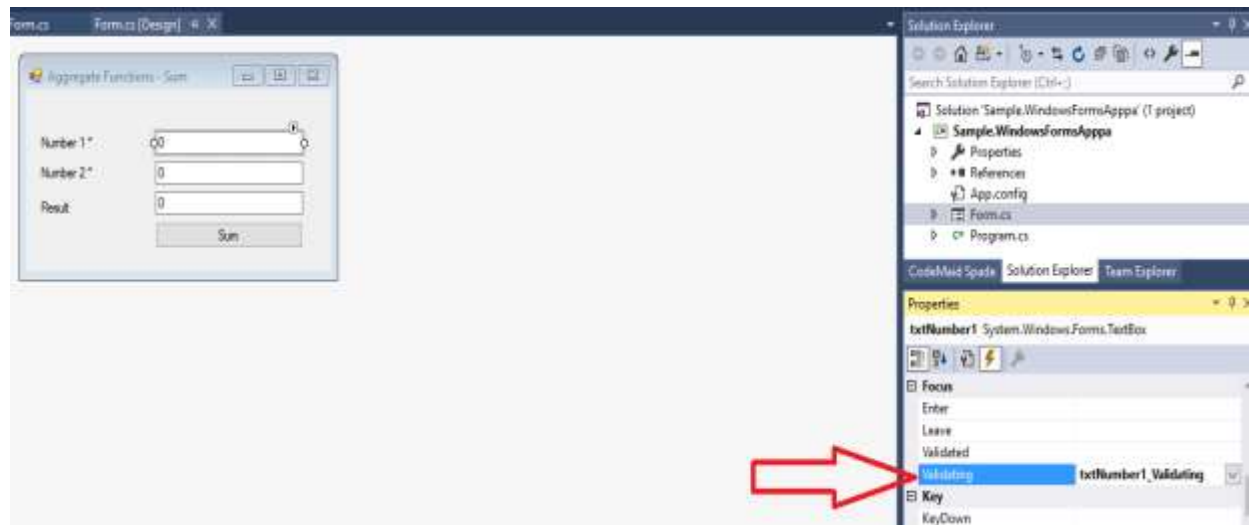 Form.cs Form.cs [Design]
Aggregate Functions - Sum
Number 1 * 0
Number 2 * 0
Result 0
Sum
Solution Explorer
Search Solution Explorer (Ctrl+;)
Solution 'Sample.WindowsFormsApppa' (1 project)
Sample.WindowsFormsApppa
Properties
References
App.config
Form.cs
C# Program.cs
CodeMaid Spade Solution Explorer Team Explorer
Properties
txtNumber1 System.Windows.Forms.TextBox
Focus
Enter
Leave
Validated
Validating txtNumber1_Validating
Key
KeyDown